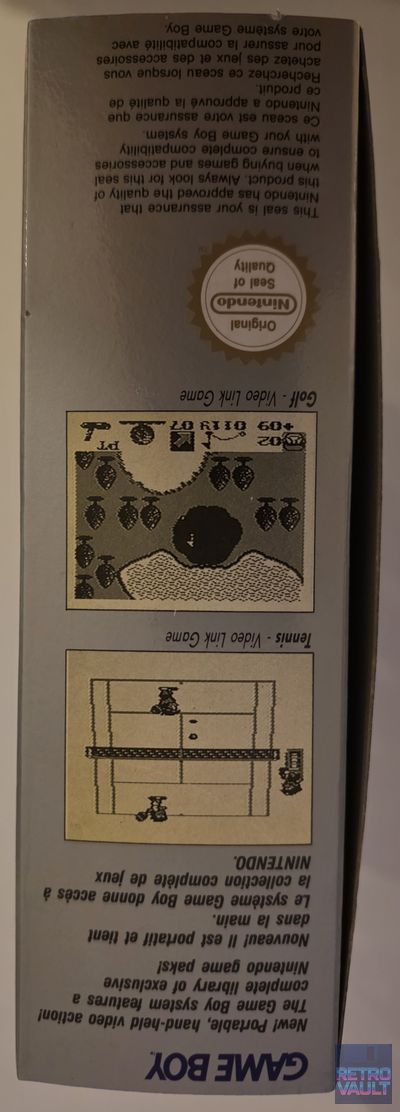 GAME BOY™
New! Portable, hand-held video action!
The Game Boy system features a
complete library of exclusive
Nintendo game paks!
Nouveau! Il est portatif et tient
dans la main.
Le système Game Boy donne accès à
la collection complète de jeux
NINTENDO.
Tennis - Video Link Game
Golf - Video Link Game
02 0119 07 PT
+09
Original
Nintendo
Seal of
Quality
This seal is your assurance that
Nintendo has approved the quality of
this product. Always look for this seal
when buying games and accessories
to ensure complete compatibility
with your Game Boy system.
Ce sceau est votre assurance que
Nintendo a approuvé la qualité de
ce produit.
Recherchez ce sceau lorsque vous
achetez des jeux et des accessoires
pour assurer la compatibilité avec
votre système Game Boy.
RETRO
VAULT